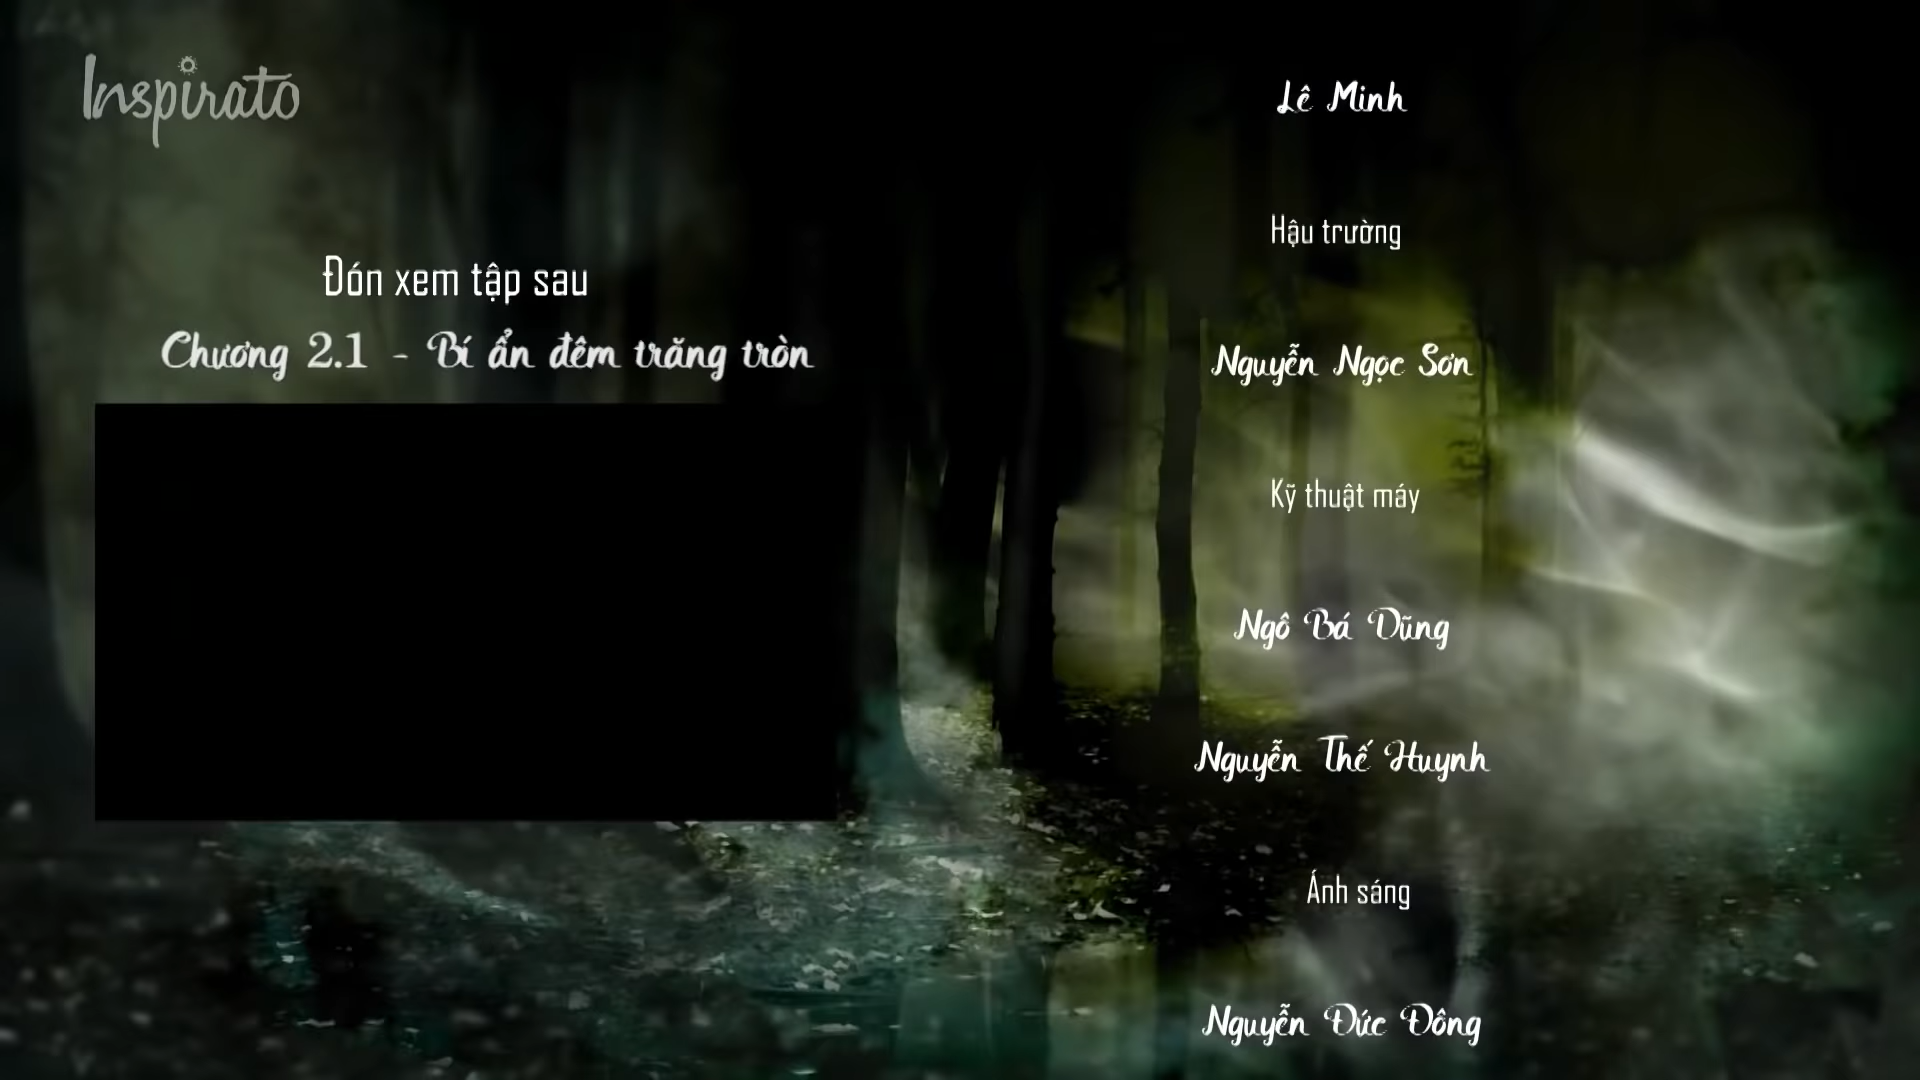 Inspirato
Đón xem tập sau
Chương 2.1 - Bí ẩn đêm trăng tròn
Lê Minh
Hậu trường
Nguyễn Ngọc Sơn
Kỹ thuật máy
Ngô Bá Dũng
Nguyễn Thế Huynh
Ánh sáng
Nguyễn Đức Đông